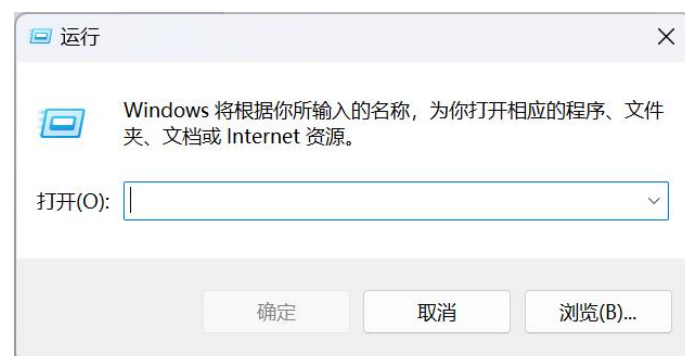 运行
Windows 将根据你所输入的名称，为你打开相应的程序、文件
夹、文档或 Internet 资源。
打开(O):
确定 取消 浏览(B)...